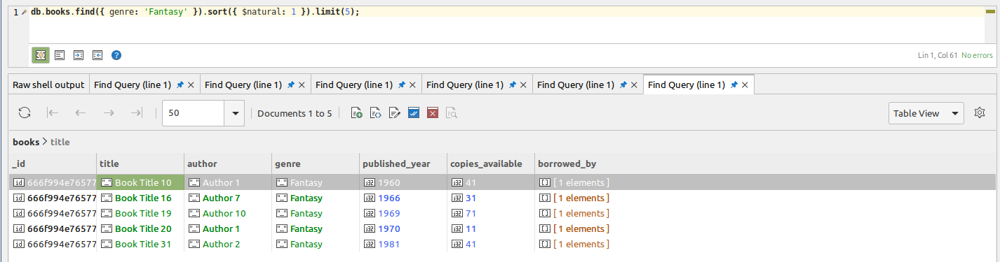 1 db.books.find({ genre: 'Fantasy' }).sort({ $natural: 1 }).limit(5);
Lin 1, Col 61 No errors
Raw shell output Find Query (line 1) Find Query (line 1) Find Query (line 1) Find Query (line 1) Find Query (line 1) Find Query (line 1)
50 Documents 1 to 5 Table View
books > title
_id title author genre published_year copies_available borrowed_by
666f994e76577 Book Title 10 Author 1 Fantasy 1960 41 [ 1 elements ]
666f994e76577 Book Title 16 Author 7 Fantasy 1966 31 [ 1 elements ]
666f994e76577 Book Title 19 Author 10 Fantasy 1969 71 [ 1 elements ]
666f994e76577 Book Title 20 Author 1 Fantasy 1970 11 [ 1 elements ]
666f994e76577 Book Title 31 Author 2 Fantasy 1981 41 [ 1 elements ]